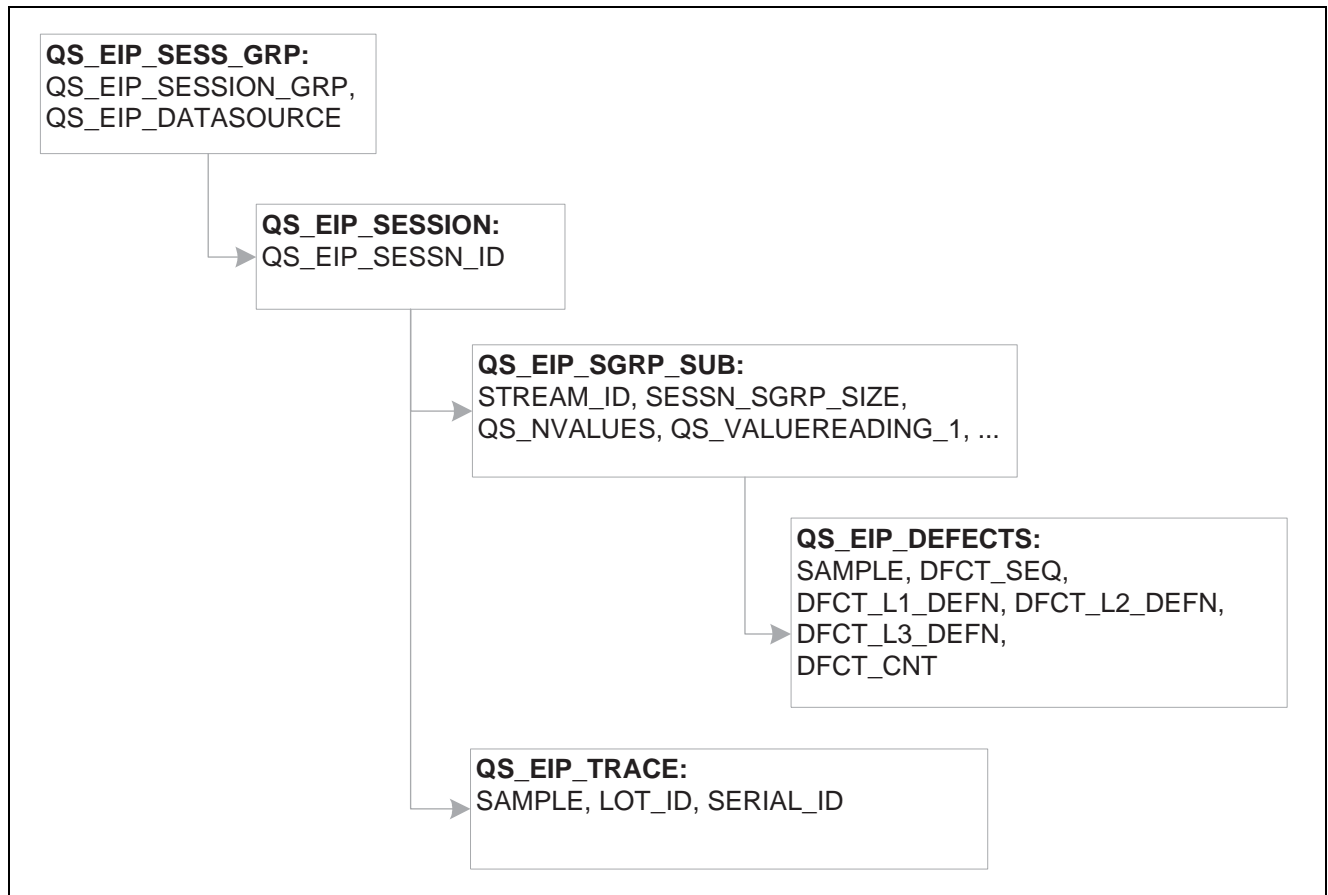 QS_EIP_SESS_GRP:
QS_EIP_SESSION_GRP,
QS_EIP_DATASOURCE
QS_EIP_SESSION:
QS_EIP_SESSN_ID
QS_EIP_SGRP_SUB:
STREAM_ID, SESSN_SGRP_SIZE,
QS_NVALUES, QS_VALUEREADING_1, ...
QS_EIP_DEFECTS:
SAMPLE, DFCT_SEQ,
DFCT_L1_DEFN, DFCT_L2_DEFN,
DFCT_L3_DEFN,
DFCT_CNT
QS_EIP_TRACE:
SAMPLE, LOT_ID, SERIAL_ID